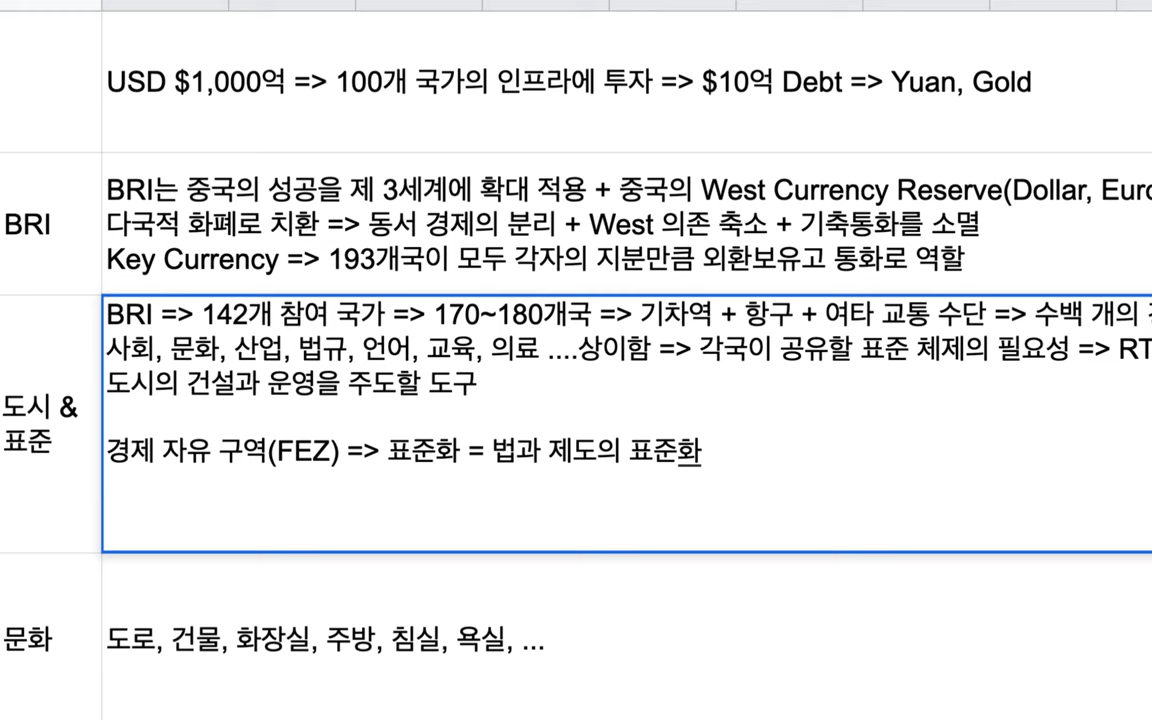 USD $1,000억 => 100개 국가의 인프라에 투자 => $10억 Debt => Yuan, Gold
BRI
BRI는 중국의 성공을 제 3세계에 확대 적용 + 중국의 West Currency Reserve(Dollar,
다국적 화폐로 치환 => 동서 경제의 분리 + West 의존 축소 + 기축통화를 소멸
Key Currency => 193개국이 모두 각자의 지분만큼 외환보유고 통화로 역할
도시 &
표준
BRI => 142개 참여 국가 => 170~180개국 => 기차역 + 항구 + 여타 교통 수단 => 수백 개의
사회, 문화, 산업, 법규, 언어, 교육, 의료 ....상이함 => 각국이 공유할 표준 체제의 필요성 =>
도시의 건설과 운영을 주도할 도구
경제 자유 구역(FEZ) => 표준화 = 법과 제도의 표준화
문화
도로, 건물, 화장실, 주방, 침실, 욕실, ...